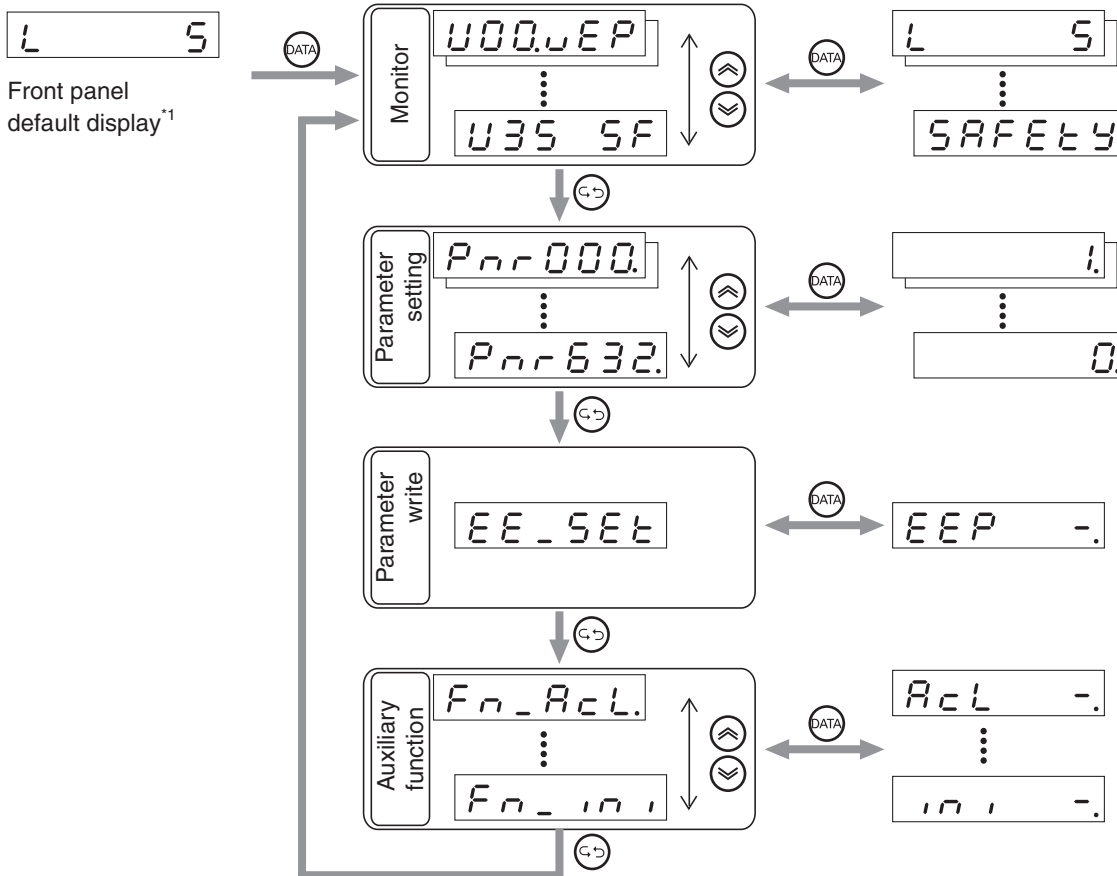 L S
Front panel
default display*1
DATA
Monitor
U00.uEP
U35 SF
DATA
L S
SAFEty
Parameter
setting
Pnr000.
Pnr632.
DATA
1.
0.
Parameter
write
EE_SEt
DATA
EEP -.
Auxiliary
function
Fn_AcL.
Fn_ini
DATA
AcL -.
ini -.